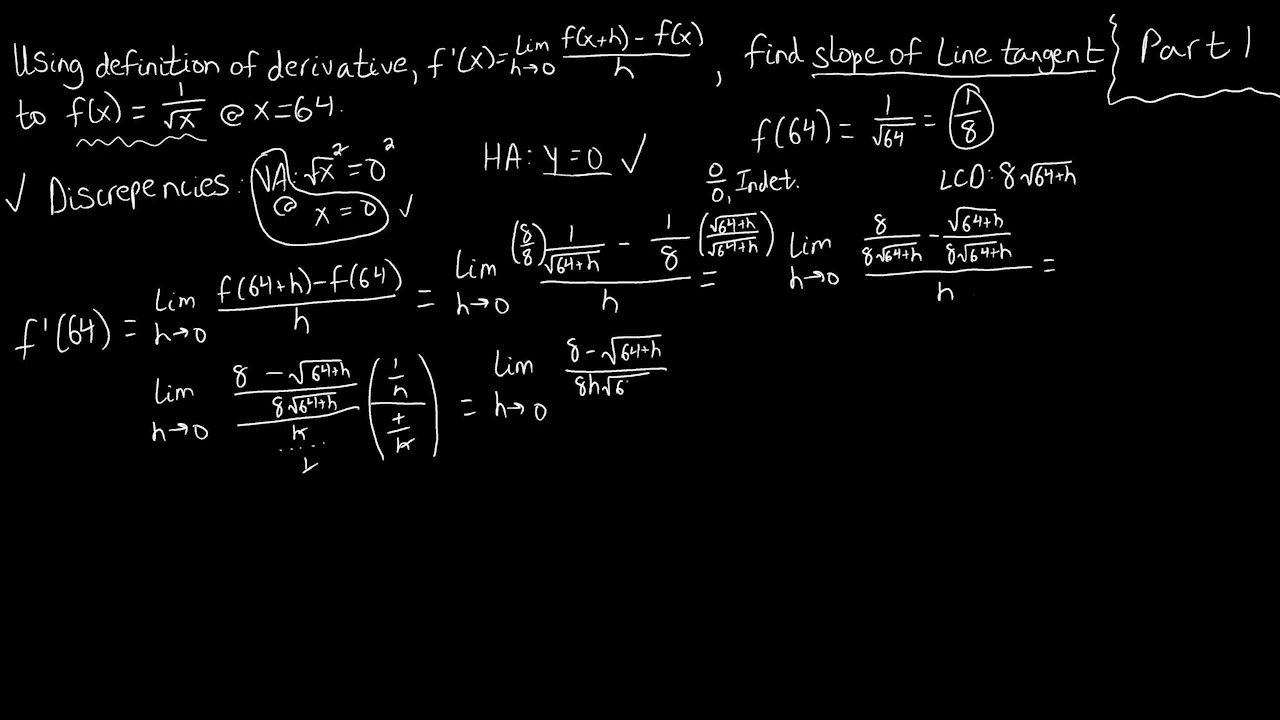 Using definition of derivative, f'(x) = Lim h→0 (f(x+h) - f(x))/h , find slope of Line tangent } Part 1
to f(x) = 1/√x @ x=64.
f(64) = 1/√64 = 1/8
√ Discrepencies: VA: √x² = 0² @ x = 0 ✓
HA: y = 0 ✓
0/0, Indet.
LCD: 8√64+h
f'(64) = Lim h→0 (f(64+h) - f(64))/h = Lim h→0 ((8/8) 1/√64+h - 1/8 (√64+h/√64+h))/h = Lim h→0 (8/8√64+h - √64+h/8√64+h)/h =
Lim h→0 ((8 - √64+h)/8√64+h)/(h/1) ((1/h)/(1/h)) = Lim h→0 (8 - √64+h)/(8h√6